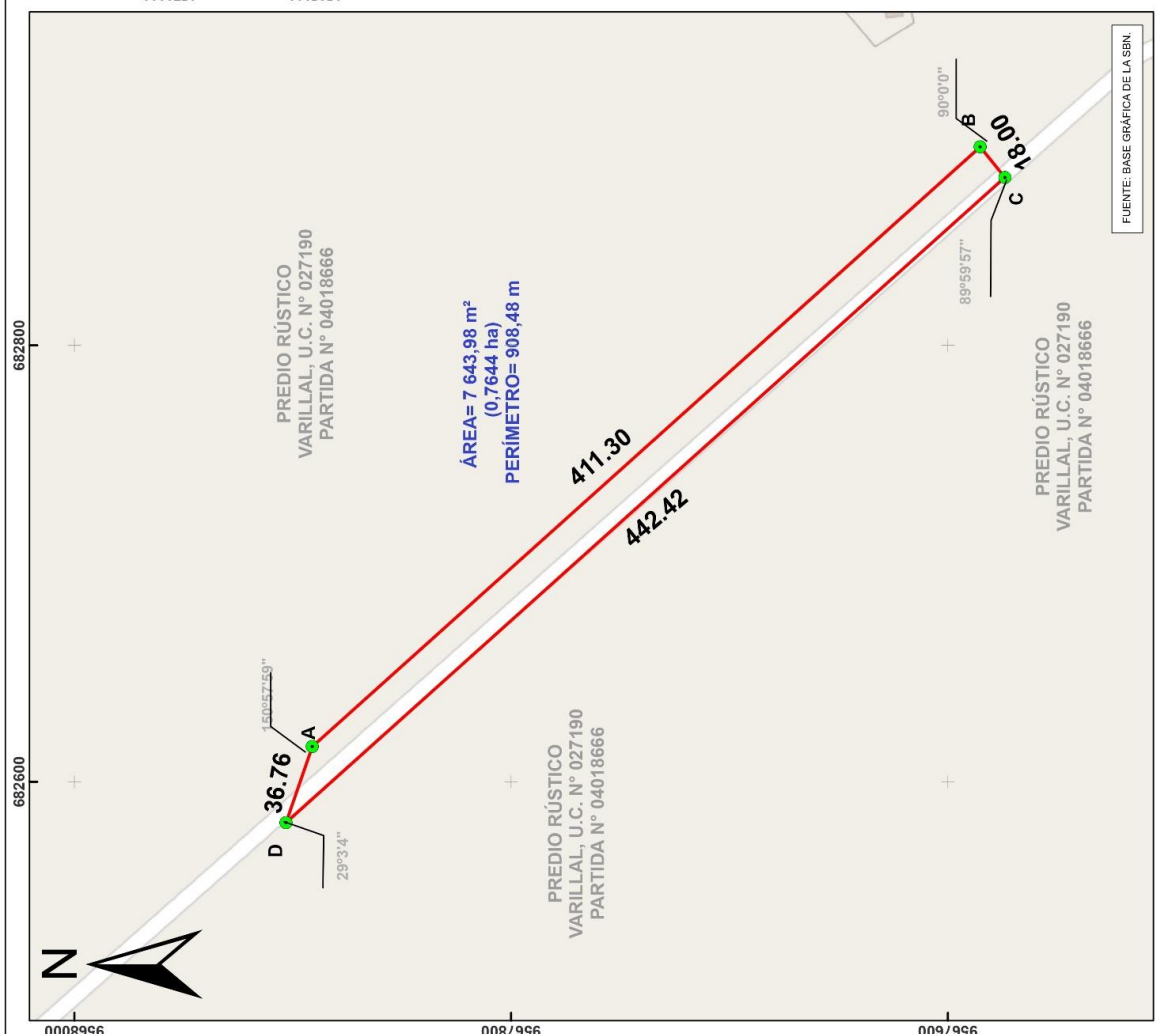 682600
682800
9568000
9567800
9567600
N
PREDIO RÚSTICO
VARILLAL, U.C. N° 027190
PARTIDA N° 04018666
ÁREA= 7 643,98 m²
(0,7644 ha)
PERÍMETRO= 908,48 m
D
36.76
A
150°57'59"
29°3'4"
411.30
442.42
90°0'0"
B
18.00
C
89°59'57"
PREDIO RÚSTICO
VARILLAL, U.C. N° 027190
PARTIDA N° 04018666
PREDIO RÚSTICO
VARILLAL, U.C. N° 027190
PARTIDA N° 04018666
FUENTE: BASE GRÁFICA DE LA SBN.